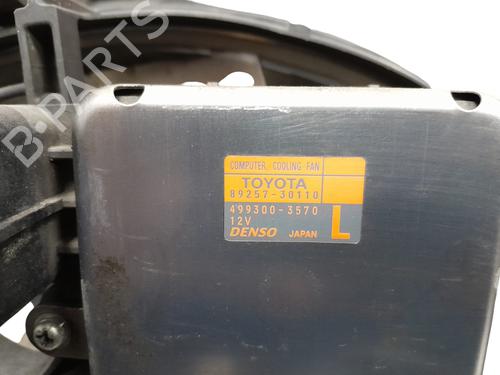 B-PARTS
COMPUTER, COOLING FAN
TOYOTA
89257-30110
499300-3570
12V
L
DENSO JAPAN